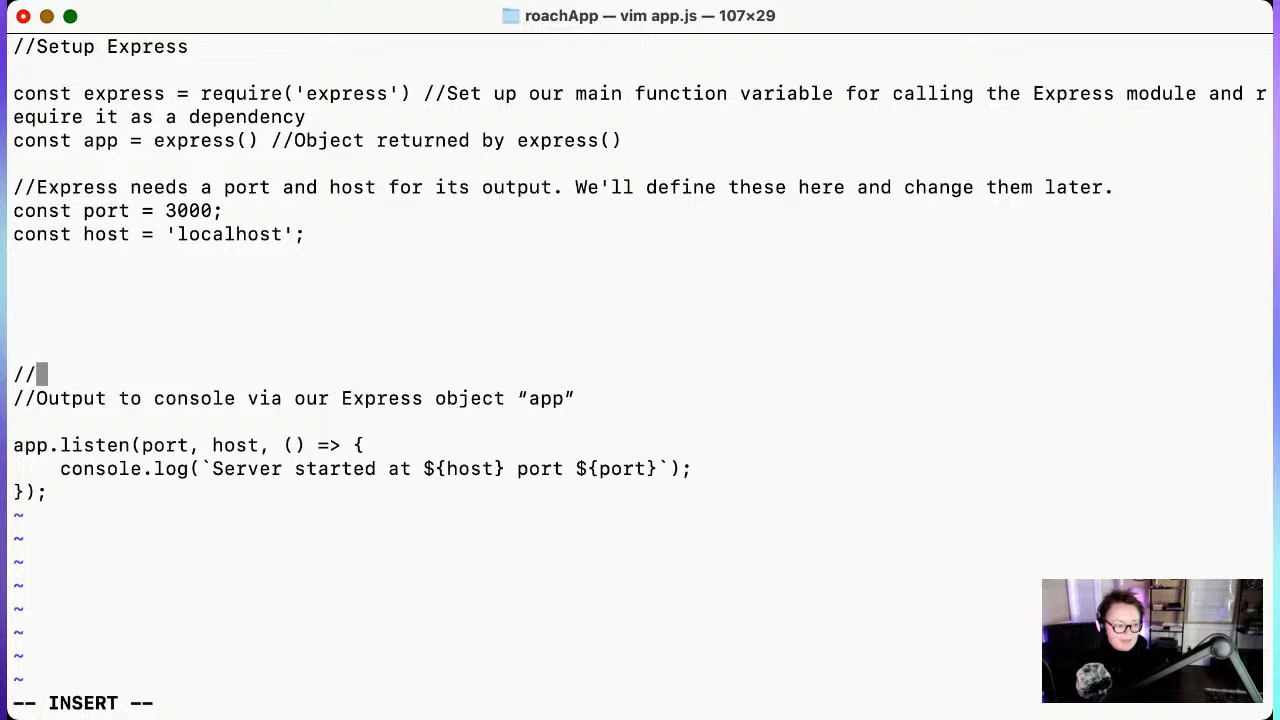 roachApp — vim app.js — 107×29
//Setup Express
const express = require('express') //Set up our main function variable for calling the Express module and r
equire it as a dependency
const app = express() //Object returned by express()
//Express needs a port and host for its output. We'll define these here and change them later.
const port = 3000;
const host = 'localhost';
//
//Output to console via our Express object “app”
app.listen(port, host, () => {
    console.log(`Server started at ${host} port ${port}`);
});
~
~
~
~
~
~
~
~
-- INSERT --